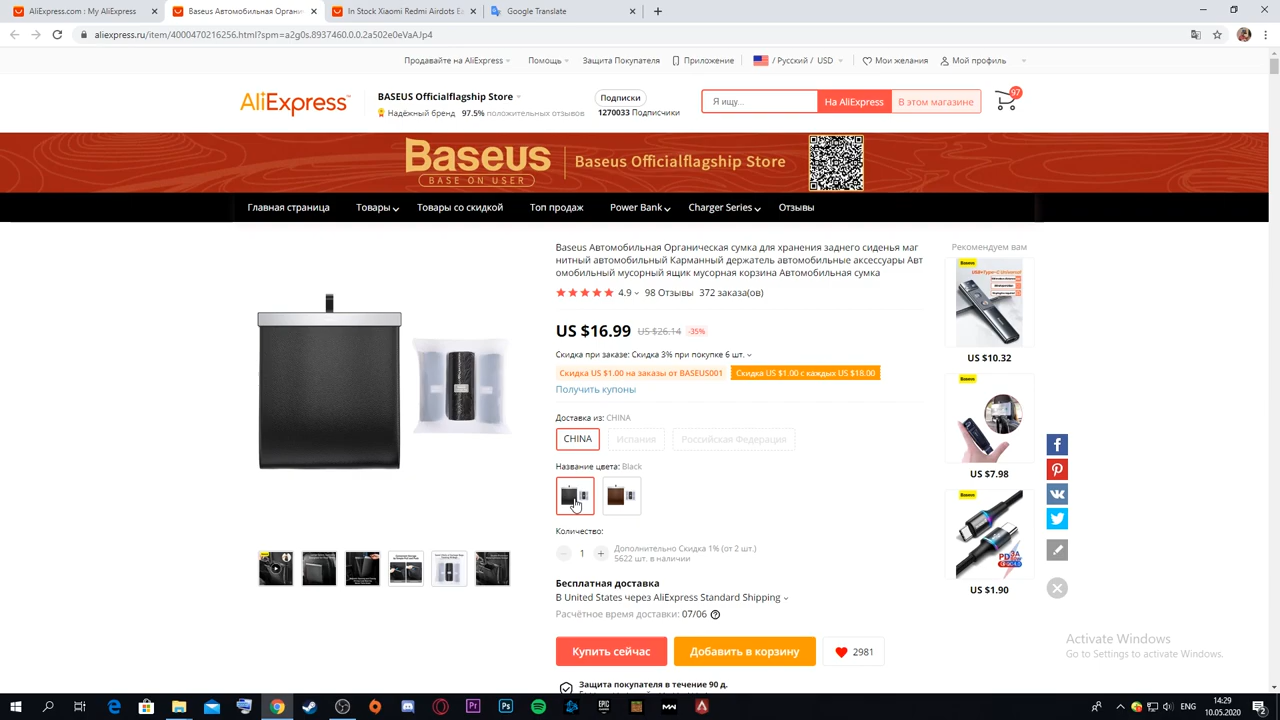 AliExpress.com : My AliExpress
Baseus Автомобильная Органи
In Stock Xiaomi Redmi Airdots Ea
Google Translate
aliexpress.ru/item/4000470216256.html?spm=a2g0s.8937460.0.0.2a502e0eVaAJp4
Продавайте на AliExpress
Помощь
Защита Покупателя
Приложение
/ Русский / USD
Мои желания
Мой профиль
AliExpress
BASEUS Officialflagship Store
Надёжный бренд 97.5% положительных отзывов
Подписки
1270033 Подписчики
Я ищу...
На AliExpress
В этом магазине
97
Baseus
BASE ON USER
Baseus Officialflagship Store
Главная страница
Товары
Товары со скидкой
Топ продаж
Power Bank
Charger Series
Отзывы
Baseus Автомобильная Органическая сумка для хранения заднего сиденья маг
нитный автомобильный Карманный держатель автомобильные аксессуары Авт
омобильный мусорный ящик мусорная корзина Автомобильная сумка
4.9 98 Отзывы 372 заказа(ов)
US $16.99 US $26.14 -35%
Скидка при заказе: Скидка 3% при покупке 6 шт.
Скидка US $1.00 на заказы от BASEUS001
Скидка US $1.00 с каждых US $18.00
Получить купоны
Доставка из: CHINA
CHINA
Испания
Российская Федерация
Название цвета: Black
Количество:
1
Дополнительно Скидка 1% (от 2 шт.)
5622 шт. в наличии
Бесплатная доставка
В United States через AliExpress Standard Shipping
Расчётное время доставки: 07/06
Купить сейчас
Добавить в корзину
2981
Защита покупателя в течение 90 д.
Рекомендуем вам
US $10.32
US $7.98
US $1.90
Activate Windows
Go to Settings to activate Windows.
ENG
14:29
10.05.2020
2